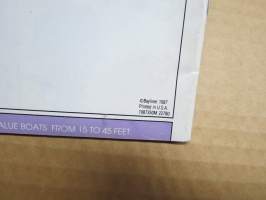 ©Bayliner 1987
Printed in U.S.A.
ALUE BOATS FROM 15 TO 45 FEET